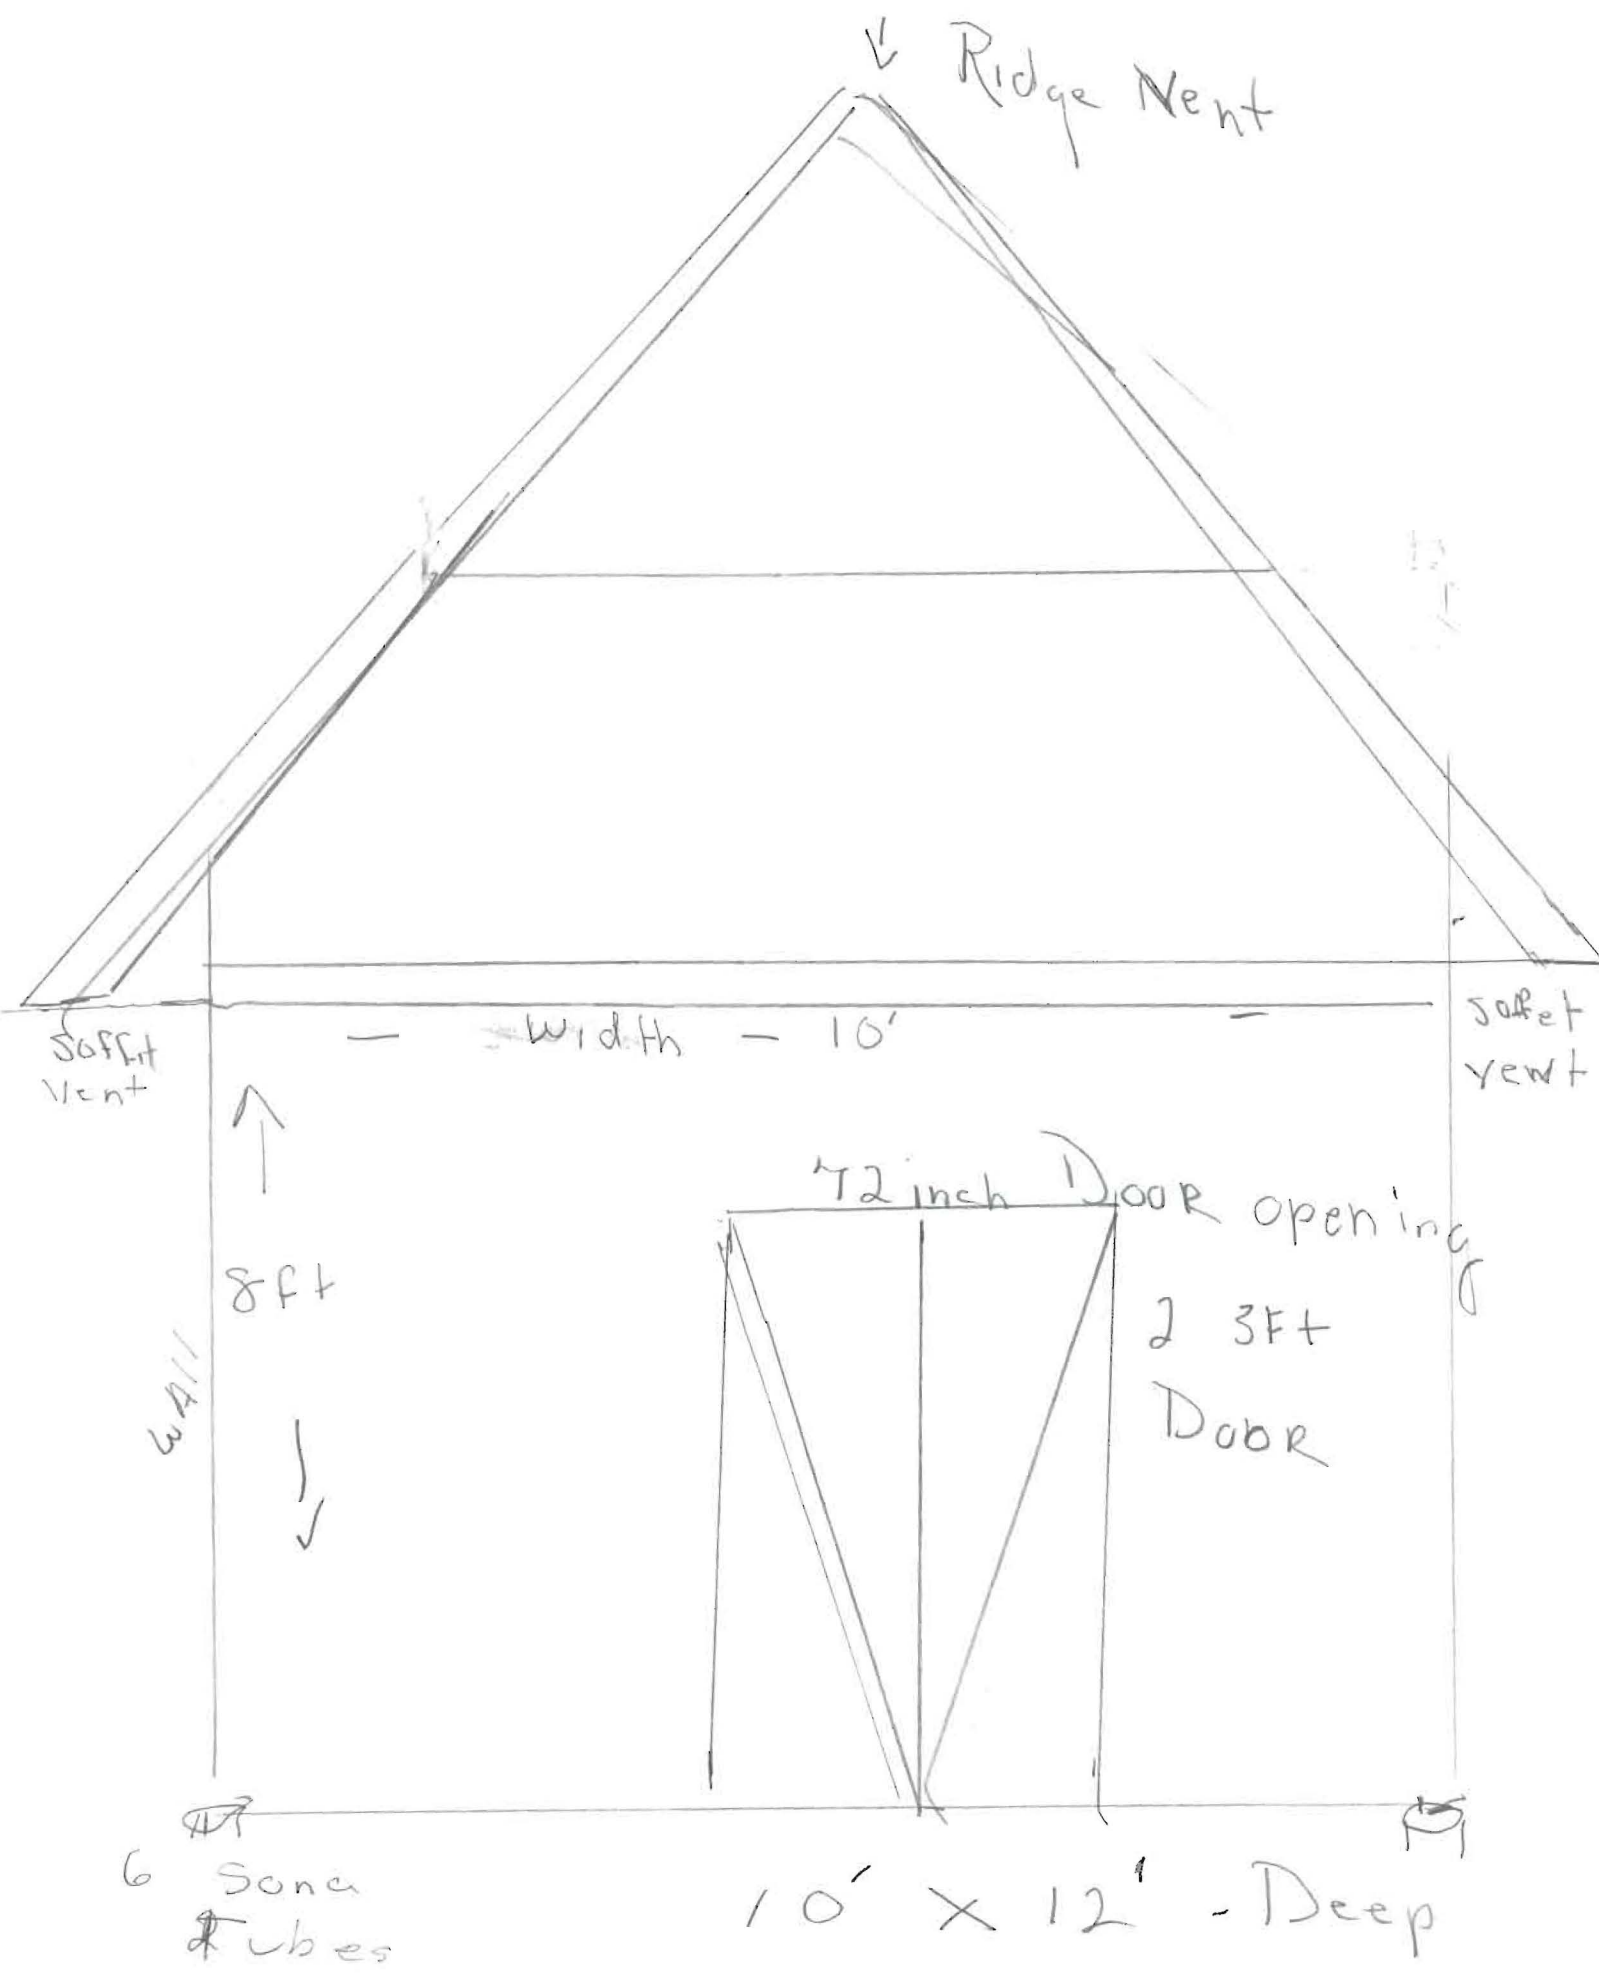 Ridge Vent
Soffit
Vent
- Width - 10' -
Soffet
Vent
72 inch Door opening
8ft
2 3Ft
Door
WAll
6 Sona
Tubes
10' x 12' - Deep